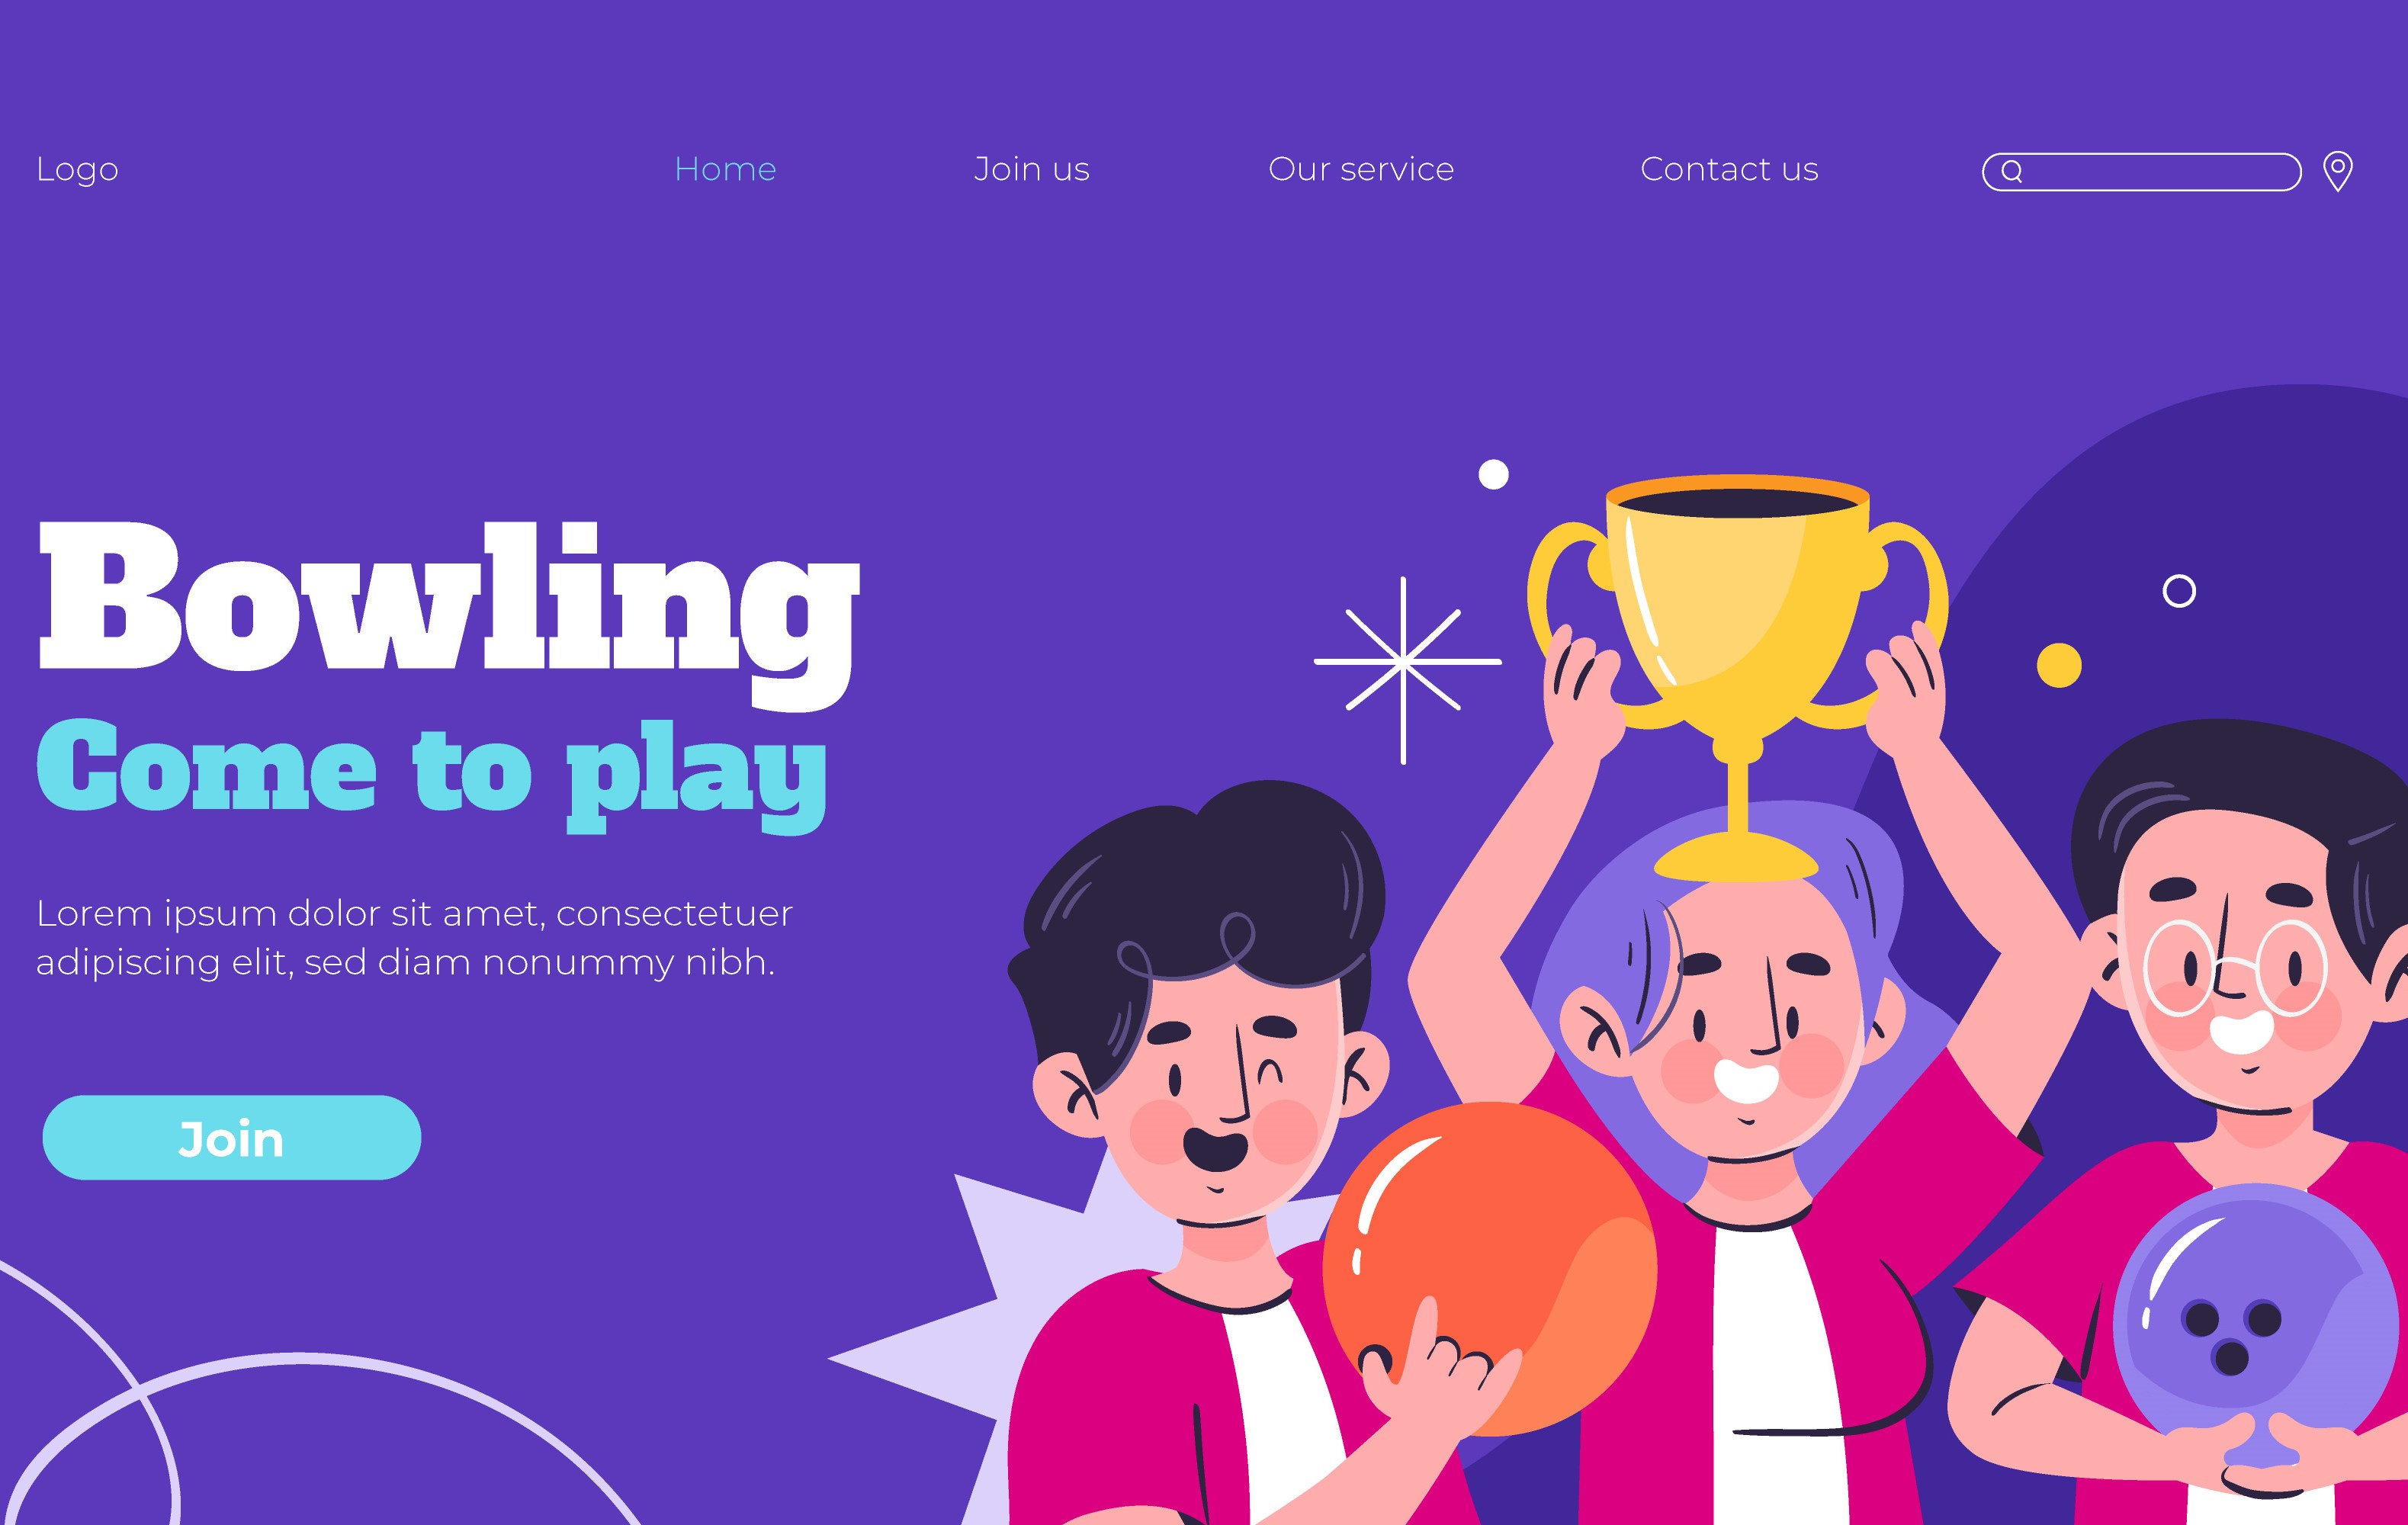 Logo
Home
Join us
Our service
Contact us
Bowling
Come to play
Lorem ipsum dolor sit amet, consectetuer
adipiscing elit, sed diam nonummy nibh.
Join